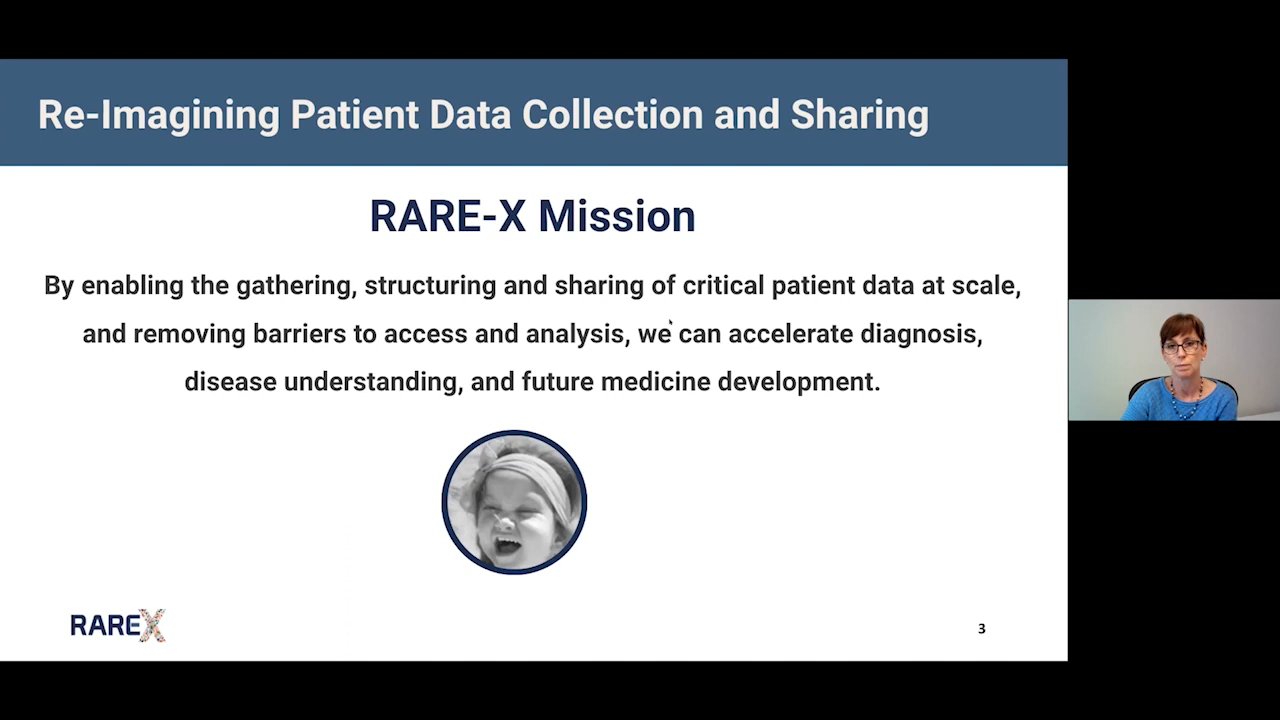 Re-Imagining Patient Data Collection and Sharing
RARE-X Mission
By enabling the gathering, structuring and sharing of critical patient data at scale,
and removing barriers to access and analysis, we can accelerate diagnosis,
disease understanding, and future medicine development.
RAREX
3